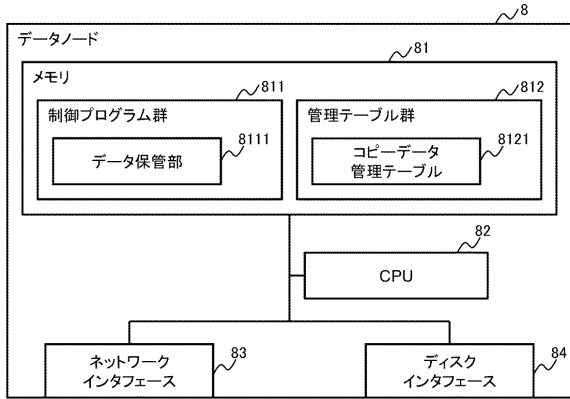 8
データノード
81
メモリ
811
制御プログラム群
8111
データ保管部
812
管理テーブル群
8121
コピーデータ
管理テーブル
82
CPU
83
ネットワーク
インタフェース
84
ディスク
インタフェース